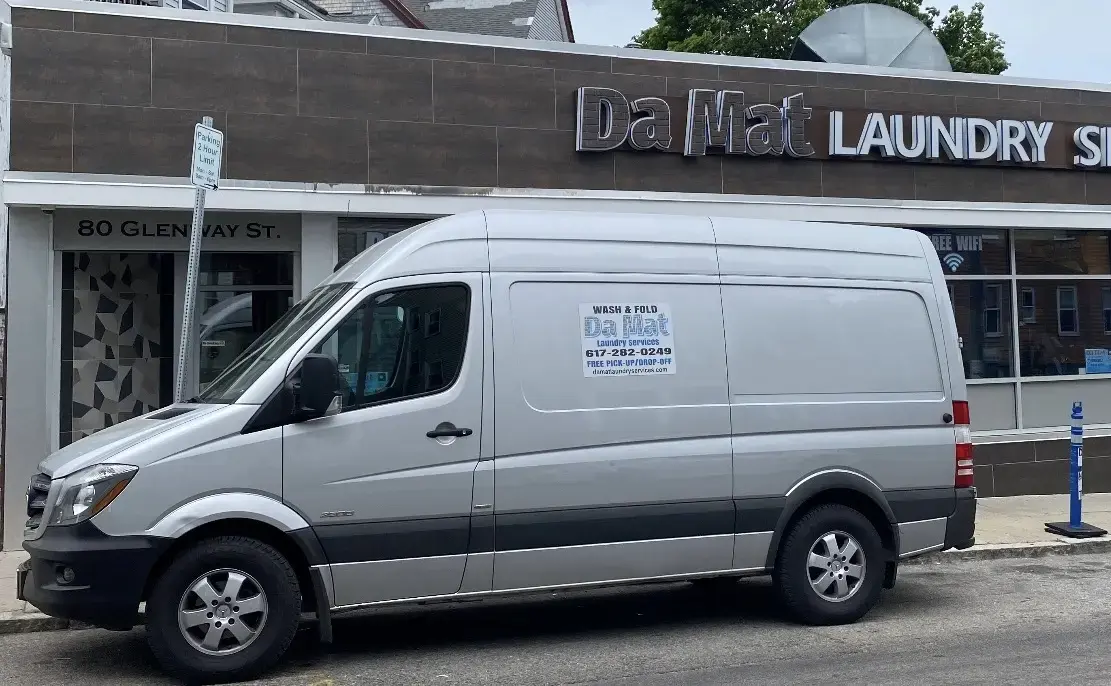 Da Mat LAUNDRY SE
Parking
2 Hour
Limit
80 GLENWAY ST.
FREE WIFI
WASH & FOLD
Da Mat
Laundry Services
617-282-0249
FREE PICK-UP/DROP-OFF
damatlaundryservices.com